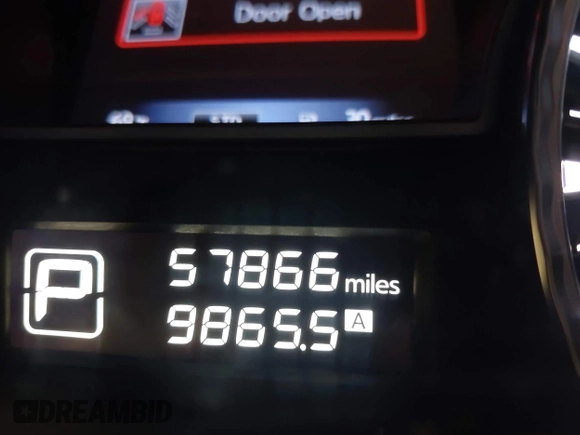 Door Open
P
57866 miles
9865.5 A
DREAMBID